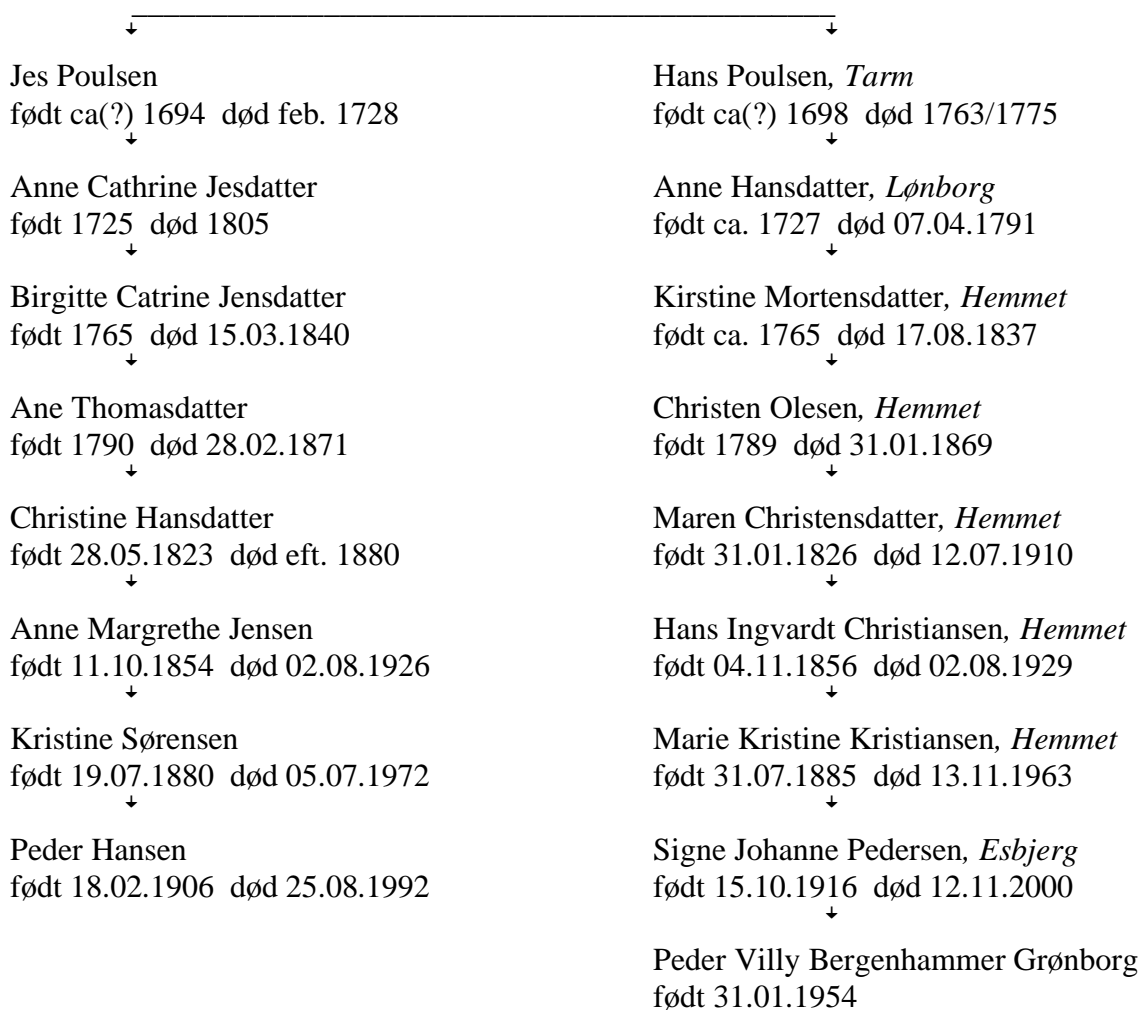 Jes Poulsen
født ca(?) 1694 død feb. 1728
Anne Cathrine Jesdatter
født 1725 død 1805
Birgitte Catrine Jensdatter
født 1765 død 15.03.1840
Ane Thomasdatter
født 1790 død 28.02.1871
Christine Hansdatter
født 28.05.1823 død eft. 1880
Anne Margrethe Jensen
født 11.10.1854 død 02.08.1926
Kristine Sørensen
født 19.07.1880 død 05.07.1972
Peder Hansen
født 18.02.1906 død 25.08.1992
Hans Poulsen, Tarm
født ca(?) 1698 død 1763/1775
Anne Hansdatter, Lønborg
født ca. 1727 død 07.04.1791
Kirstine Mortensdatter, Hemmet
født ca. 1765 død 17.08.1837
Christen Olesen, Hemmet
født 1789 død 31.01.1869
Maren Christensdatter, Hemmet
født 31.01.1826 død 12.07.1910
Hans Ingvardt Christiansen, Hemmet
født 04.11.1856 død 02.08.1929
Marie Kristine Kristiansen, Hemmet
født 31.07.1885 død 13.11.1963
Signe Johanne Pedersen, Esbjerg
født 15.10.1916 død 12.11.2000
Peder Villy Bergenhammer Grønborg
født 31.01.1954